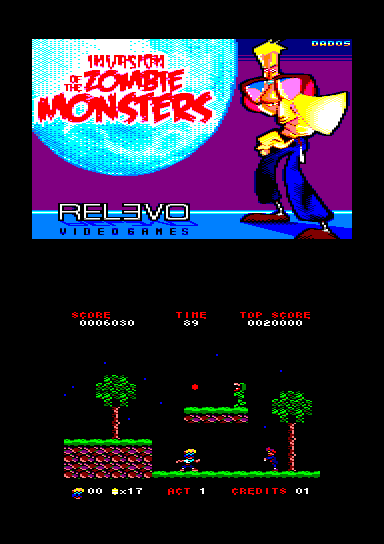 DADOS
INVASION
OF THE ZOMBIE
MONSTERS
RELEVO
VIDEOGAMES
SCORE TIME TOP SCORE
0006030 89 0020000
00 x17 ACT 1 CREDITS 01